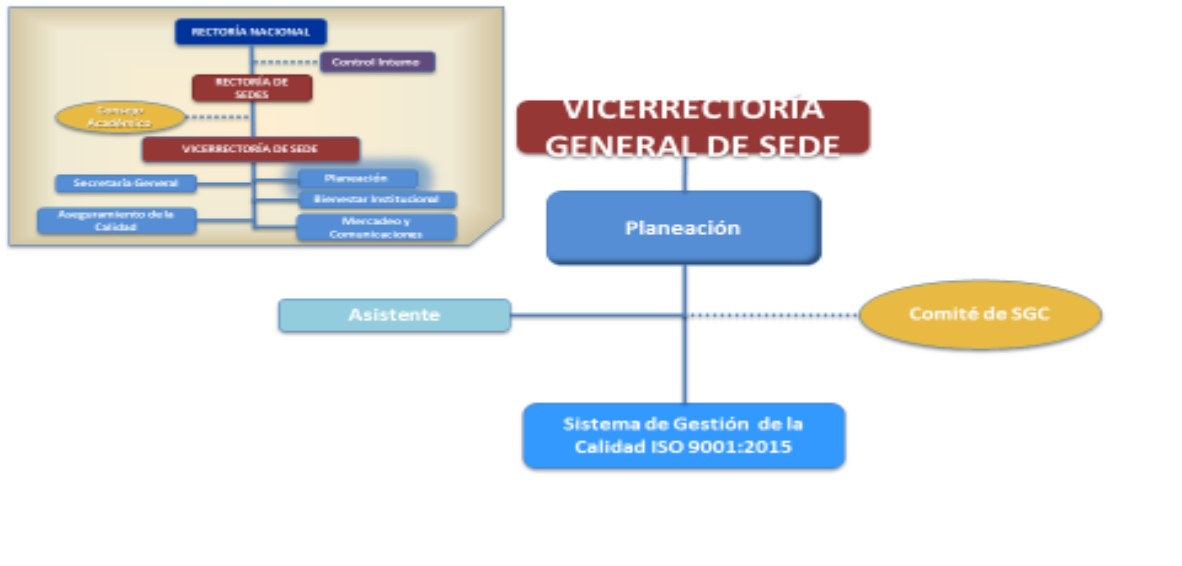 RECTORÍA NACIONAL
Control Interno
RECTORÍA DE
SEDES
Consejo
Académico
VICERRECTORÍA DE SEDE
Secretaría General
Planeación
Bienestar Institucional
Aseguramiento de la
Calidad
Mercadeo y
Comunicaciones
VICERRECTORÍA
GENERAL DE SEDE
Planeación
Asistente
Comité de SGC
Sistema de Gestión de la
Calidad ISO 9001:2015